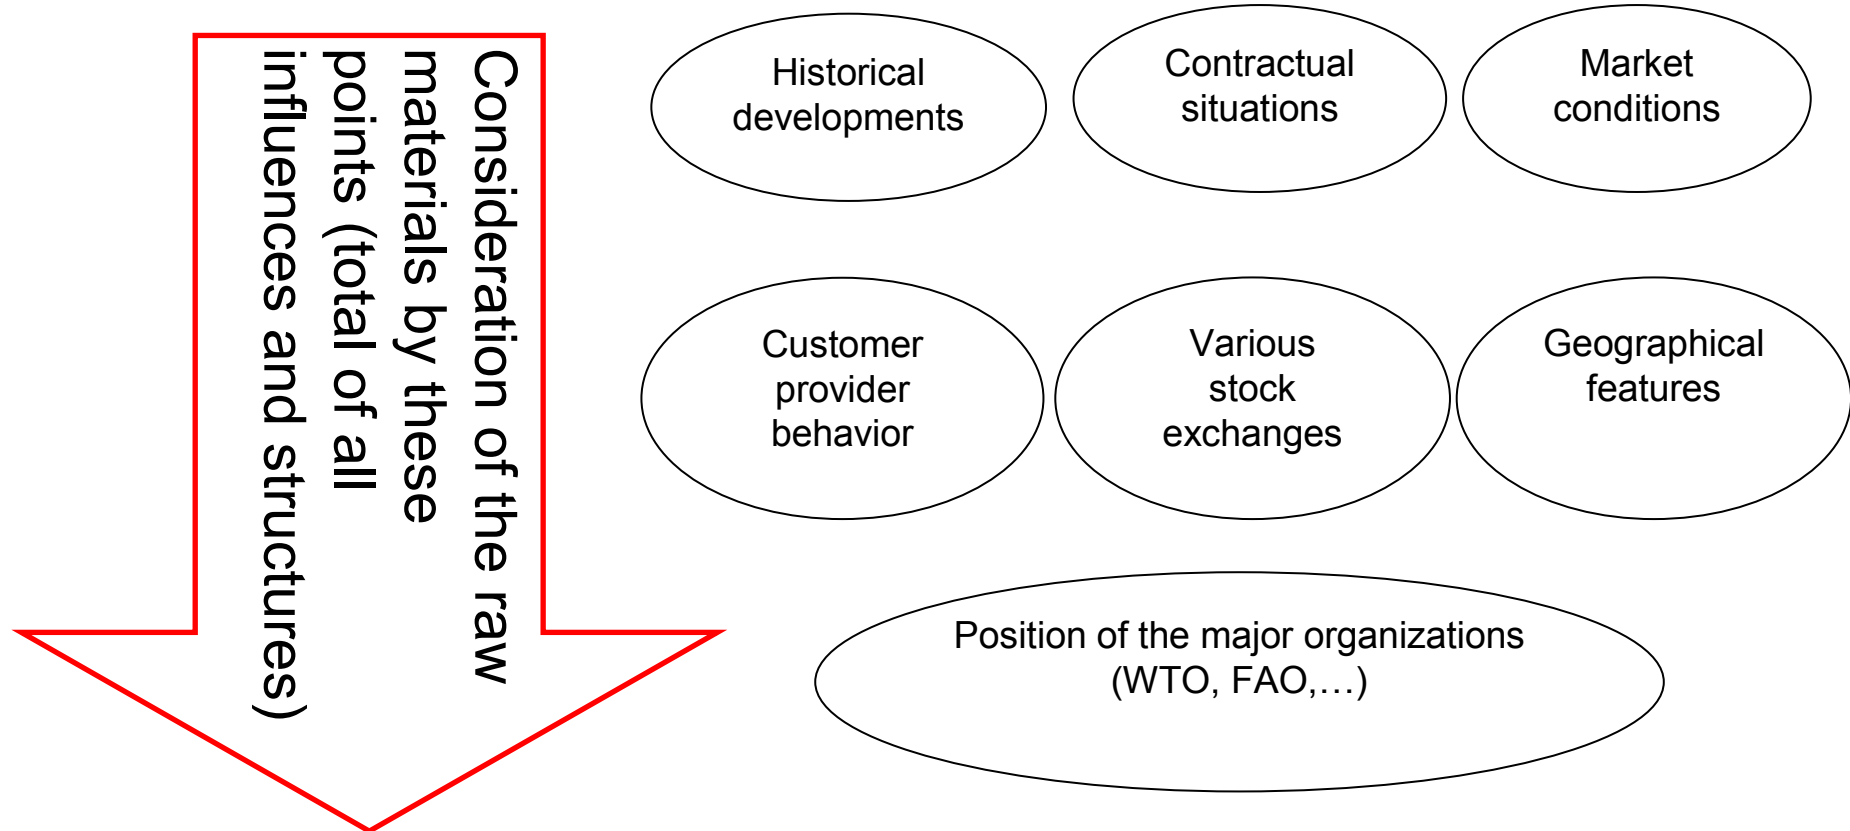 Consideration of the raw
materials by these
points (total of all
influences and structures)
Historical
developments
Contractual
situations
Market
conditions
Customer
provider
behavior
Various
stock
exchanges
Geographical
features
Position of the major organizations
(WTO, FAO,…)